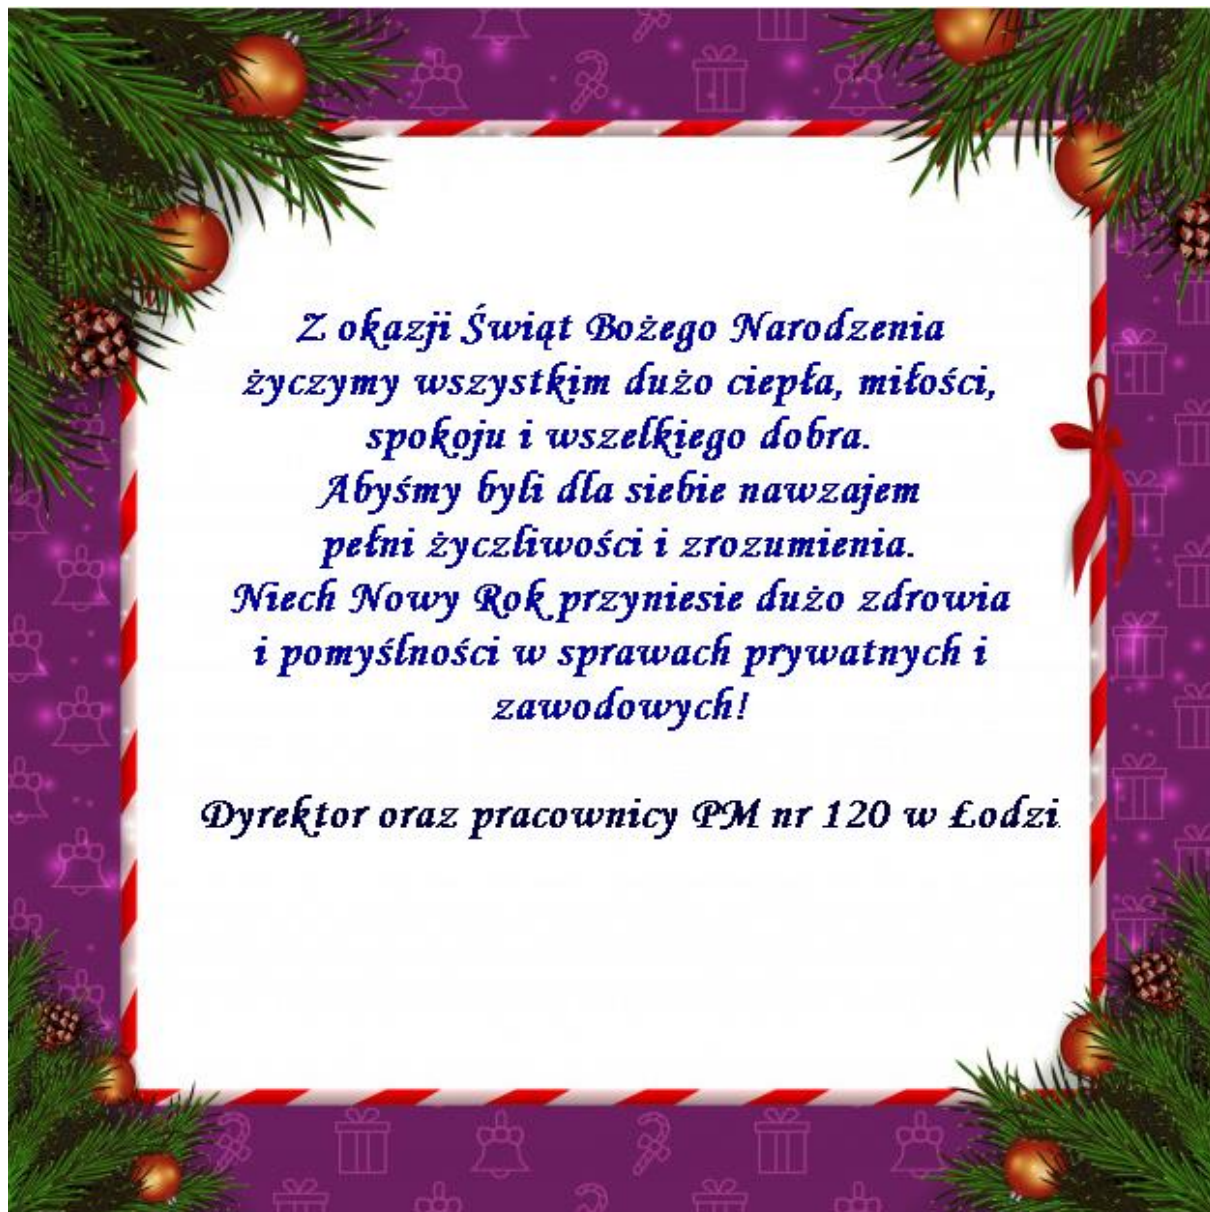 Z okazji Świąt Bożego Narodzenia
życzymy wszystkim dużo ciepła, miłości,
spokoju i wszelkiego dobra.
Abyśmy byli dla siebie nawzajem
pełni życzliwości i zrozumienia.
Niech Nowy Rok przyniesie dużo zdrowia
i pomyślności w sprawach prywatnych i
zawodowych!
Dyrektor oraz pracownicy PM nr 120 w Łodzi.